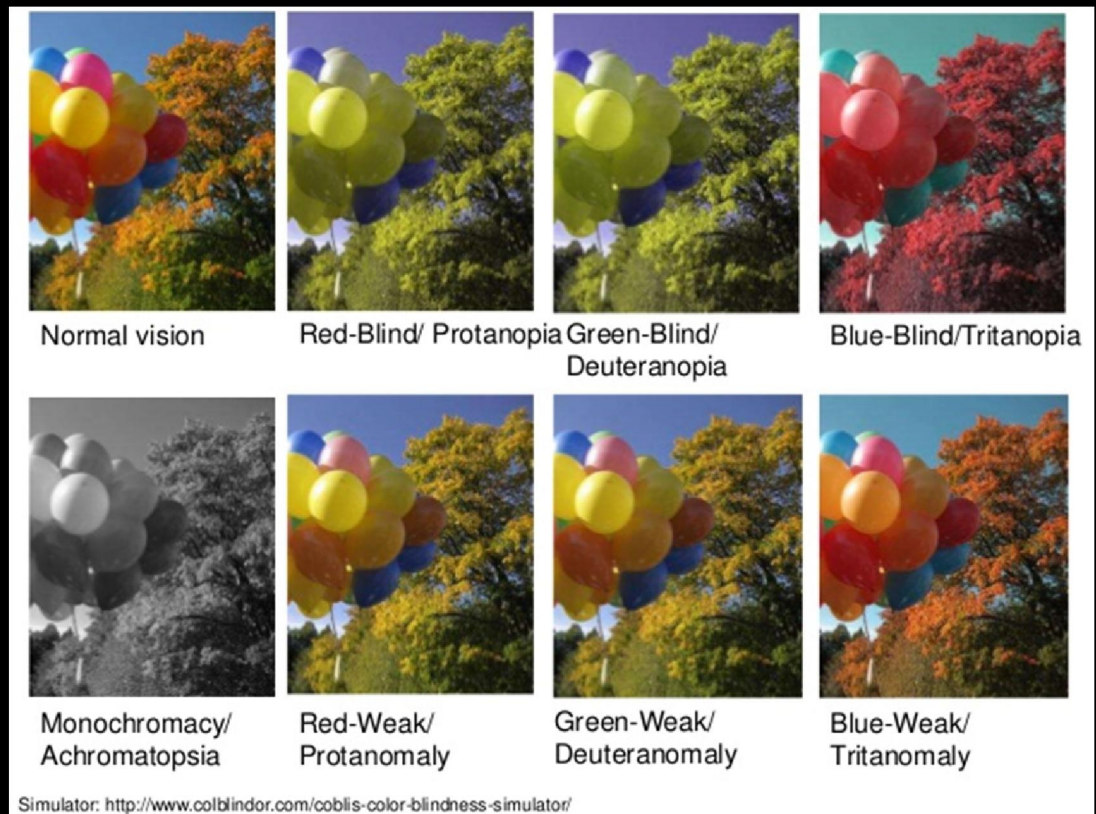 Normal vision
Red-Blind/ Protanopia
Green-Blind/
Deuteranopia
Blue-Blind/Tritanopia
Monochromacy/
Achromatopsia
Red-Weak/
Protanomaly
Green-Weak/
Deuteranomaly
Blue-Weak/
Tritanomaly
Simulator: http://www.colblindor.com/coblis-color-blindness-simulator/